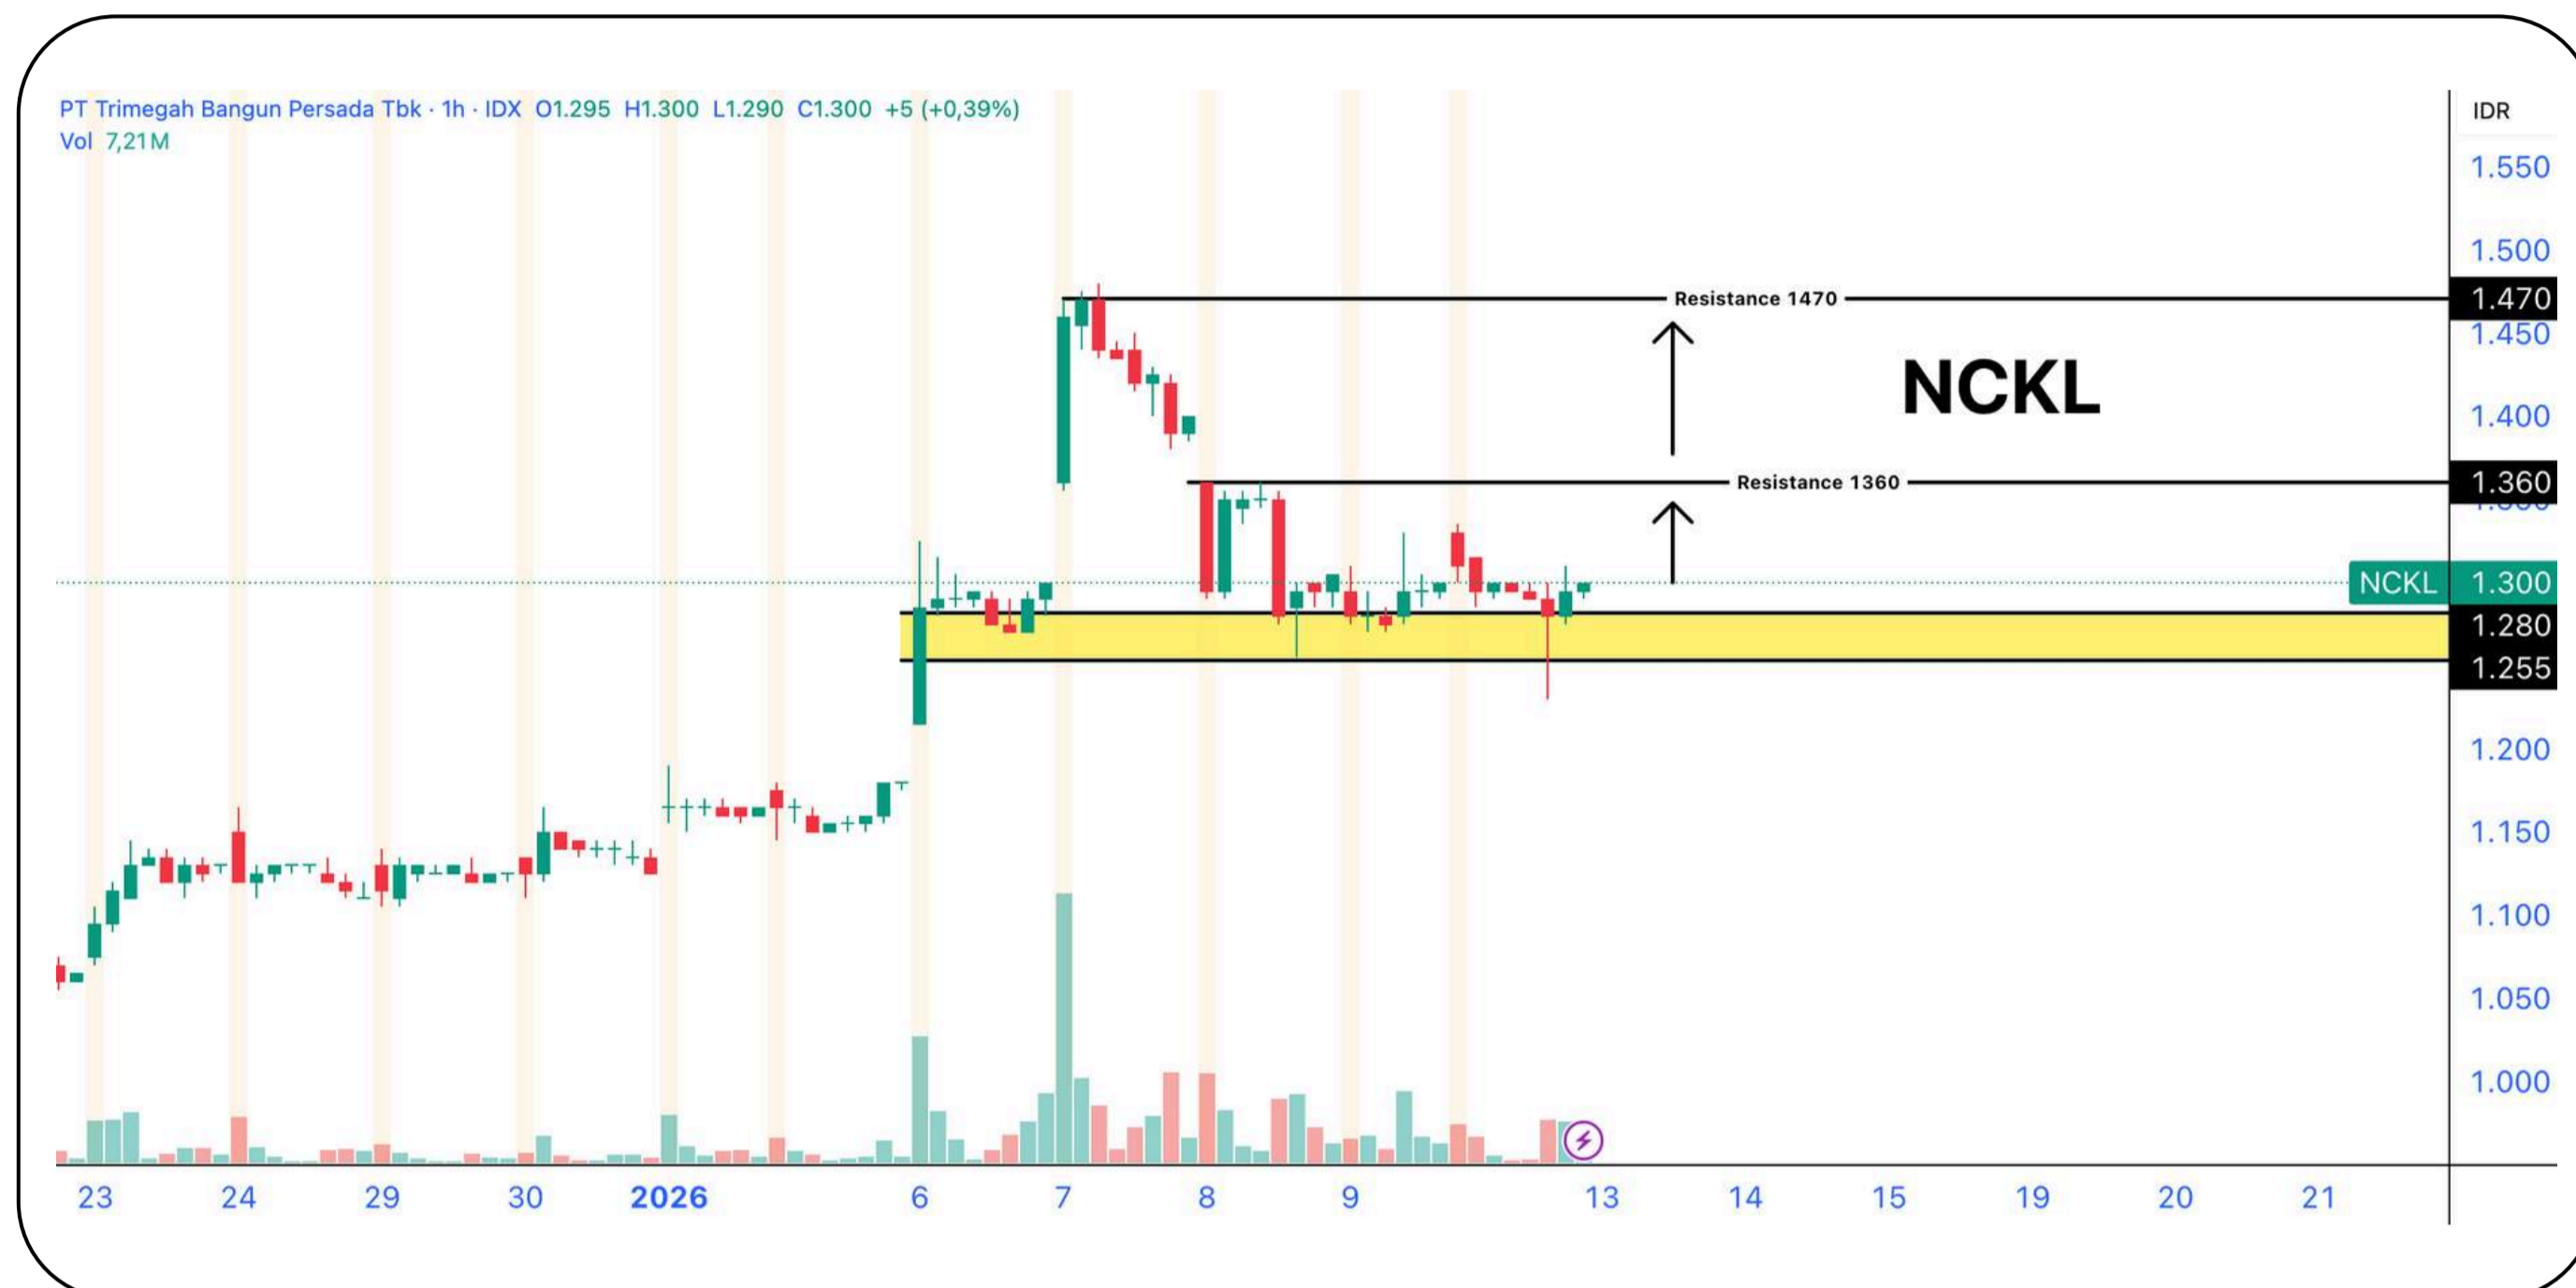 PT Trimegah Bangun Persada Tbk · 1h · IDX O1.295 H1.300 L1.290 C1.300 +5 (+0,39%)
Vol 7,21M
IDR
1.550
1.500
Resistance 1470
1.470
1.450
NCKL
1.400
Resistance 1360
1.360
NCKL 1.300
1.280
1.255
1.200
1.150
1.100
1.050
1.000
23 24 29 30 2026 6 7 8 9 13 14 15 19 20 21